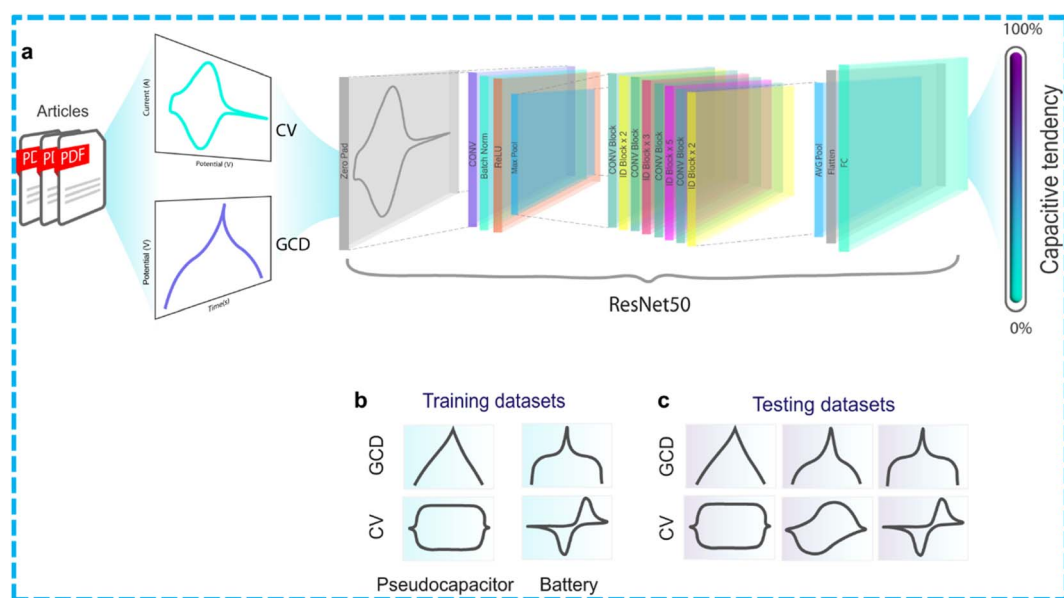 a
Articles
PDF
PDF
PDF
Current (A)
Potential (V)
CV
Potential (V)
Time(s)
GCD
Zero Pad
CONV
Batch Norm
ReLU
Max Pool
CONV Block
ID Block x 2
CONV Block
ID Block x 3
CONV Block
ID Block x 5
CONV Block
ID Block x 2
AVG Pool
Flatten
FC
ResNet50
100%
Capacitive tendency
0%
b
Training datasets
GCD
CV
Pseudocapacitor
Battery
c
Testing datasets
GCD
CV